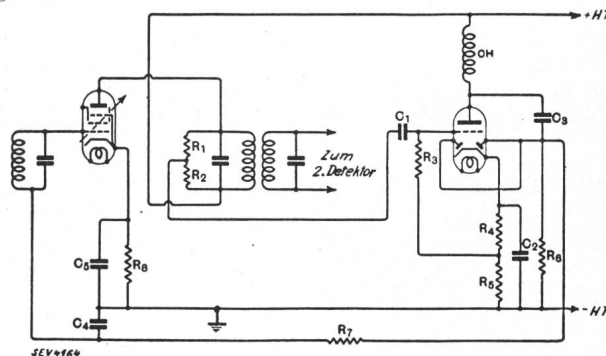 +HT
CH
C1
C3
R1
R2
R3
Zum
2. Detektor
R4
C2
R6
C5
R8
R5
-HT
C4
R7
SEV4164